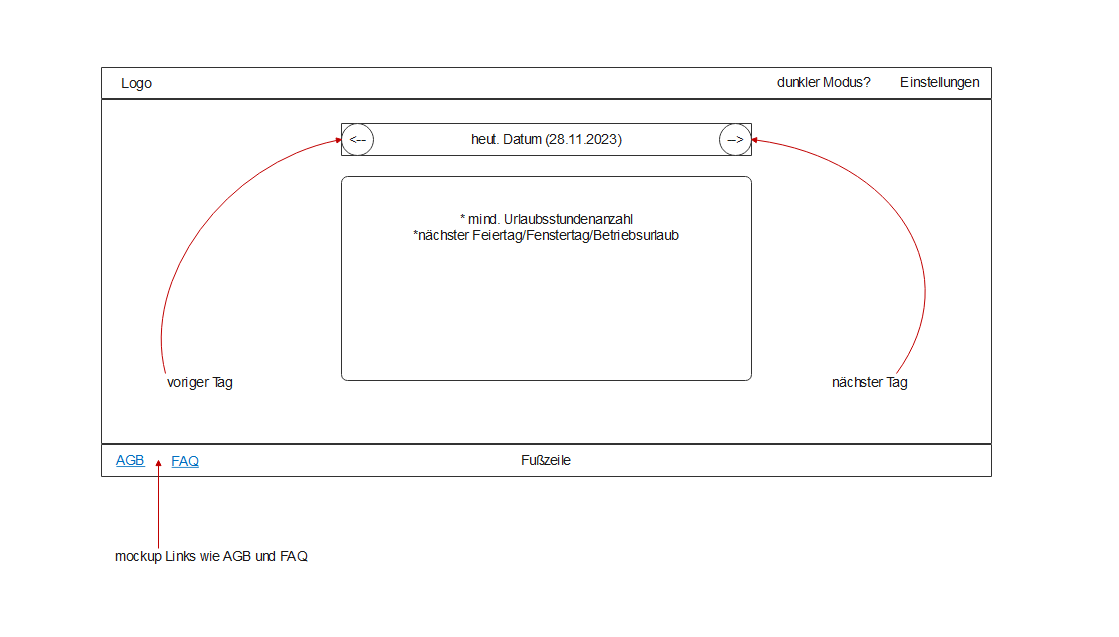 Logo
dunkler Modus?
Einstellungen
<--
heut. Datum (28.11.2023)
-->
* mind. Urlaubsstundenanzahl
*nächster Feiertag/Fenstertag/Betriebsurlaub
voriger Tag
nächster Tag
AGB
FAQ
Fußzeile
mockup Links wie AGB und FAQ